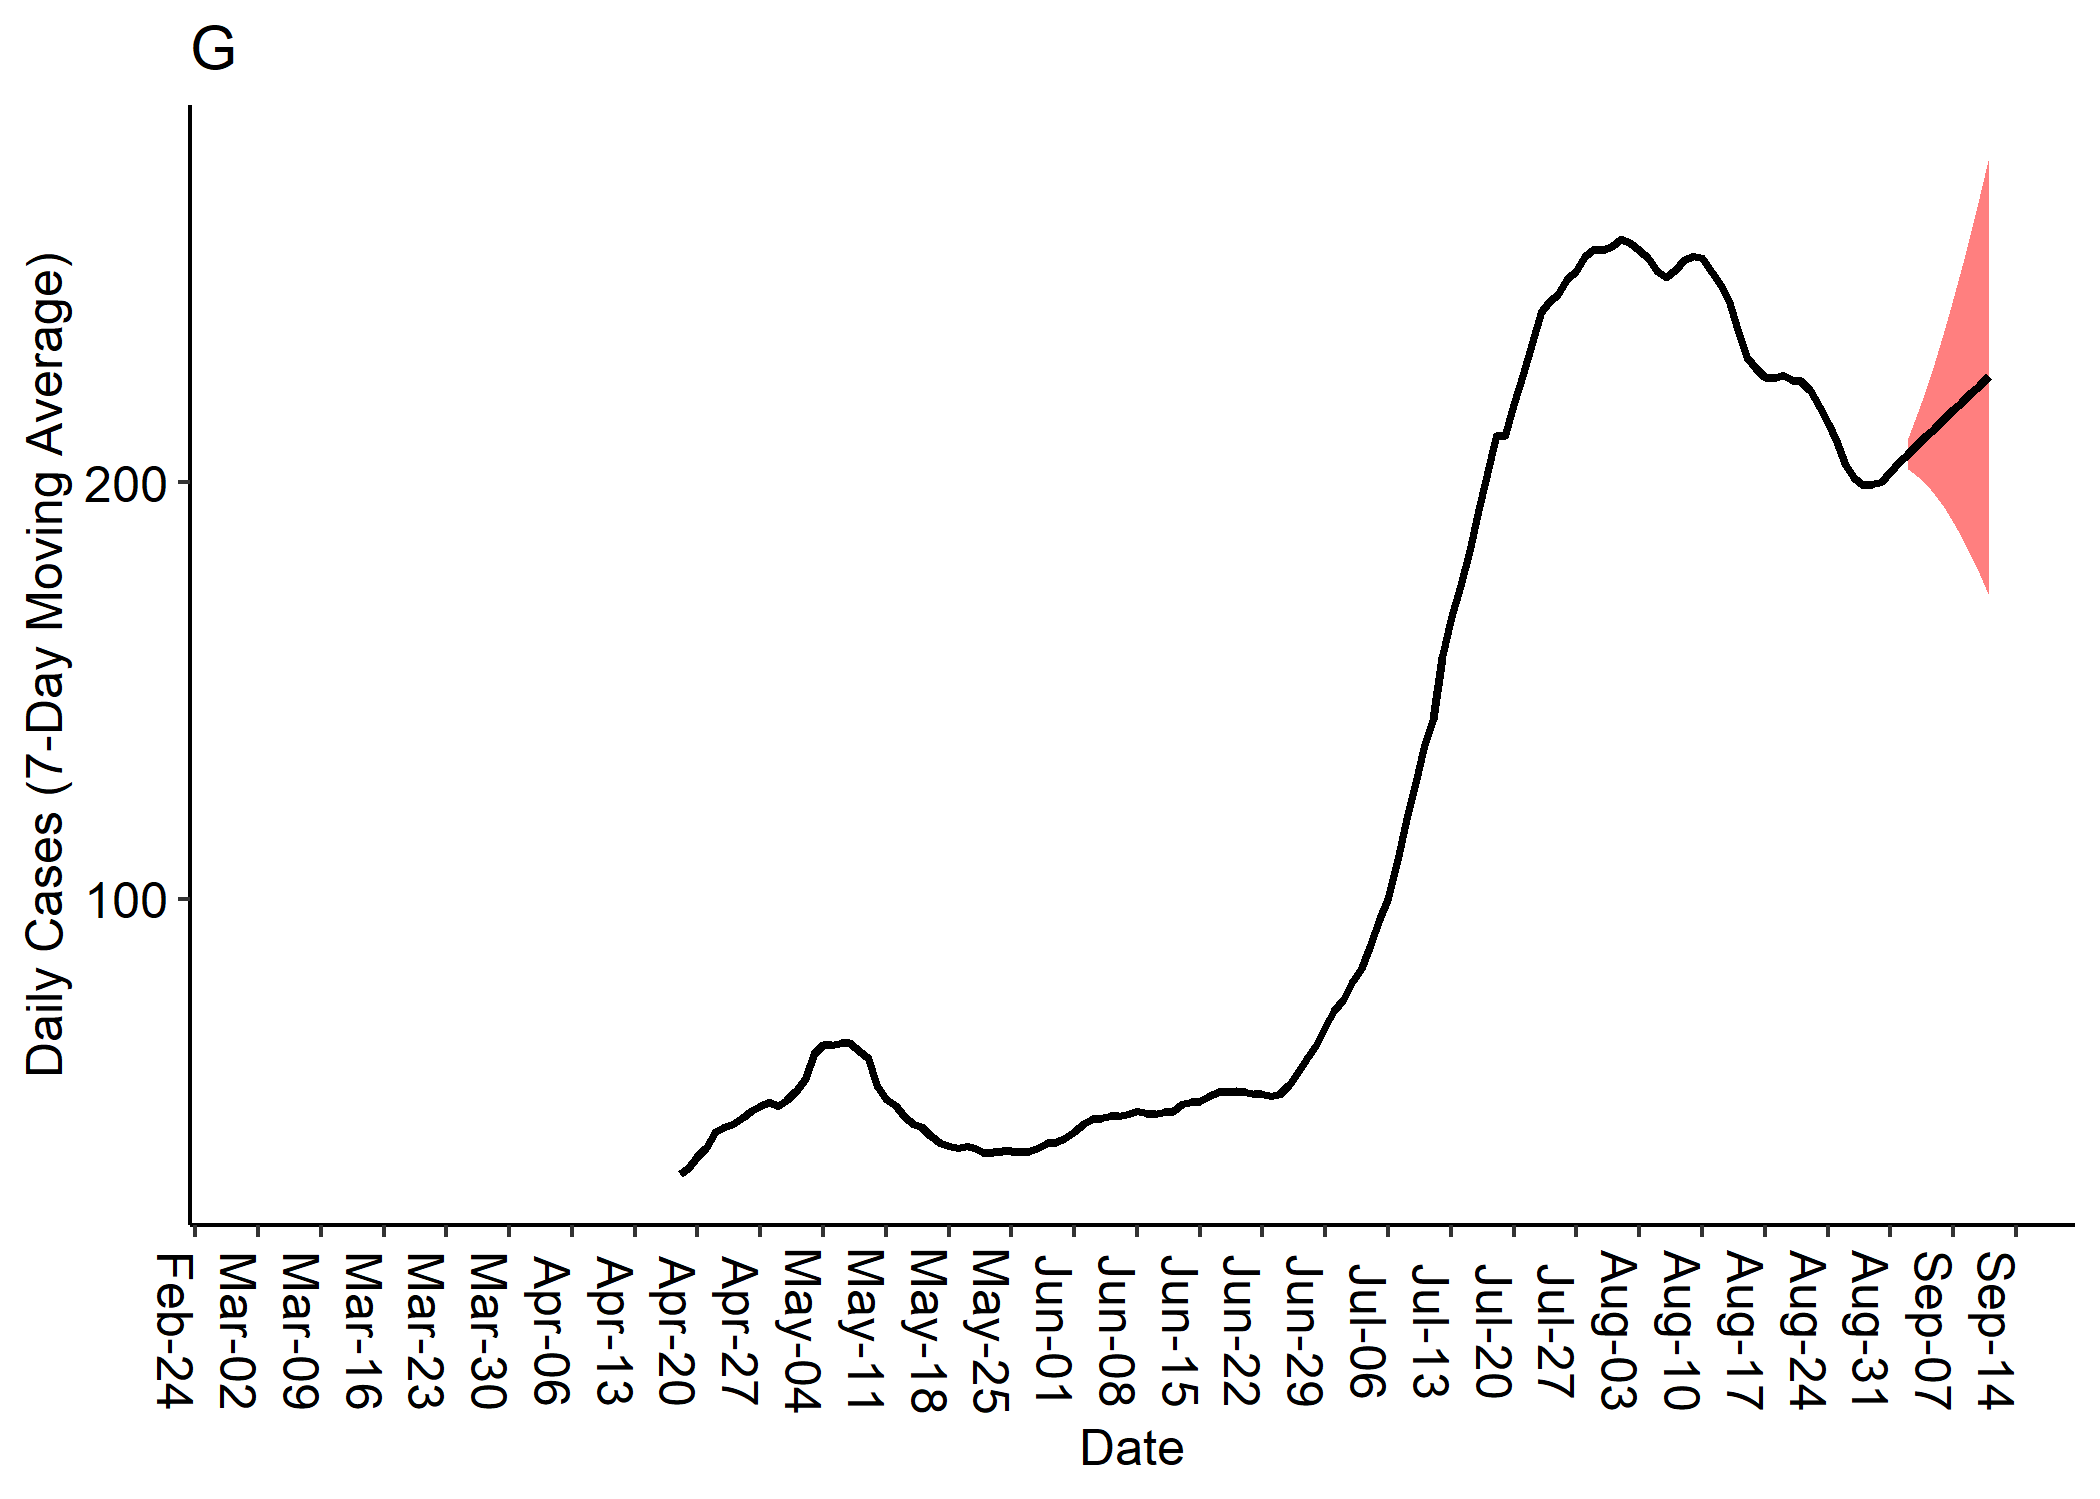 G
Daily Cases (7-Day Moving Average)
200
100
Feb-24
Mar-02
Mar-09
Mar-16
Mar-23
Mar-30
Apr-06
Apr-13
Apr-20
Apr-27
May-04
May-11
May-18
May-25
Jun-01
Jun-08
Jun-15
Jun-22
Jun-29
Jul-06
Jul-13
Jul-20
Jul-27
Aug-03
Aug-10
Aug-17
Aug-24
Aug-31
Sep-07
Sep-14
Date